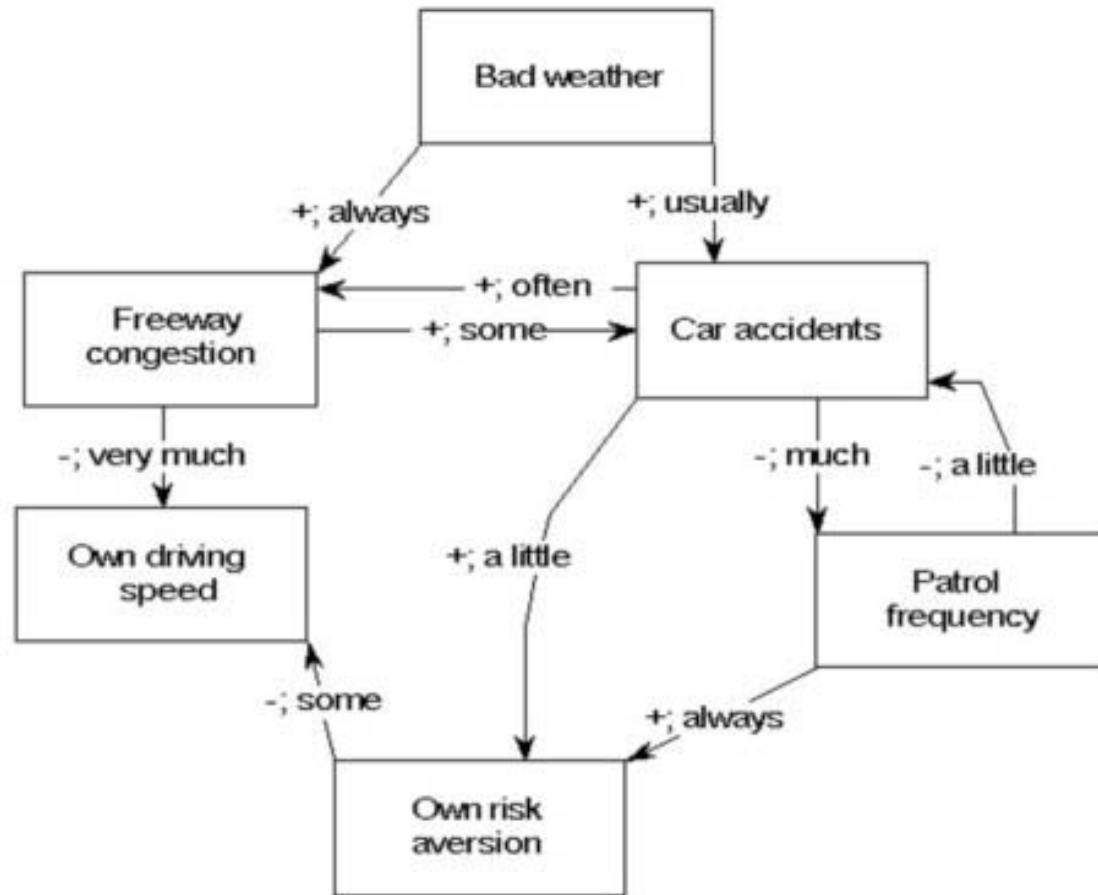 Bad weather
+; always
+; usually
Freeway
congestion
+; often
+; some
Car accidents
-; very much
-; much
-; a little
Own driving
speed
+; a little
Patrol
frequency
-; some
+; always
Own risk
aversion